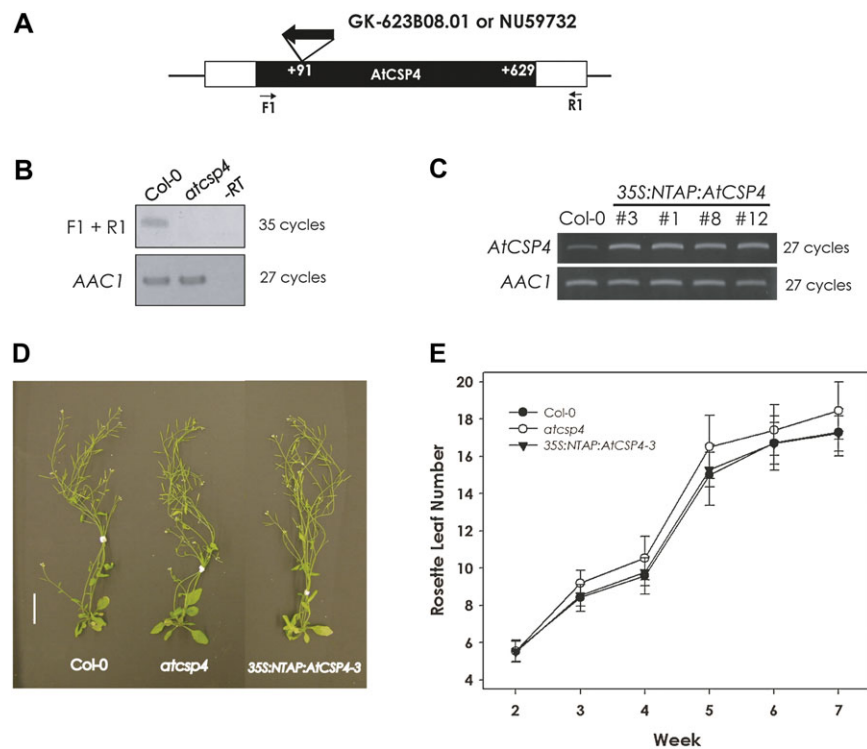 A
GK-623B08.01 or NU59732
+91
AtCSP4
+629
F1
R1
B
Col-0
atcsp4
-RT
F1 + R1
35 cycles
AAC1
27 cycles
C
35S:NTAP:AtCSP4
Col-0 #3 #1 #8 #12
AtCSP4
27 cycles
AAC1
27 cycles
D
Col-0
atcsp4
35S:NTAP:AtCSP4-3
E
20
18
16
14
12
10
8
6
4
Rosette Leaf Number
Col-0
atcsp4
35S:NTAP:AtCSP4-3
2 3 4 5 6 7
Week